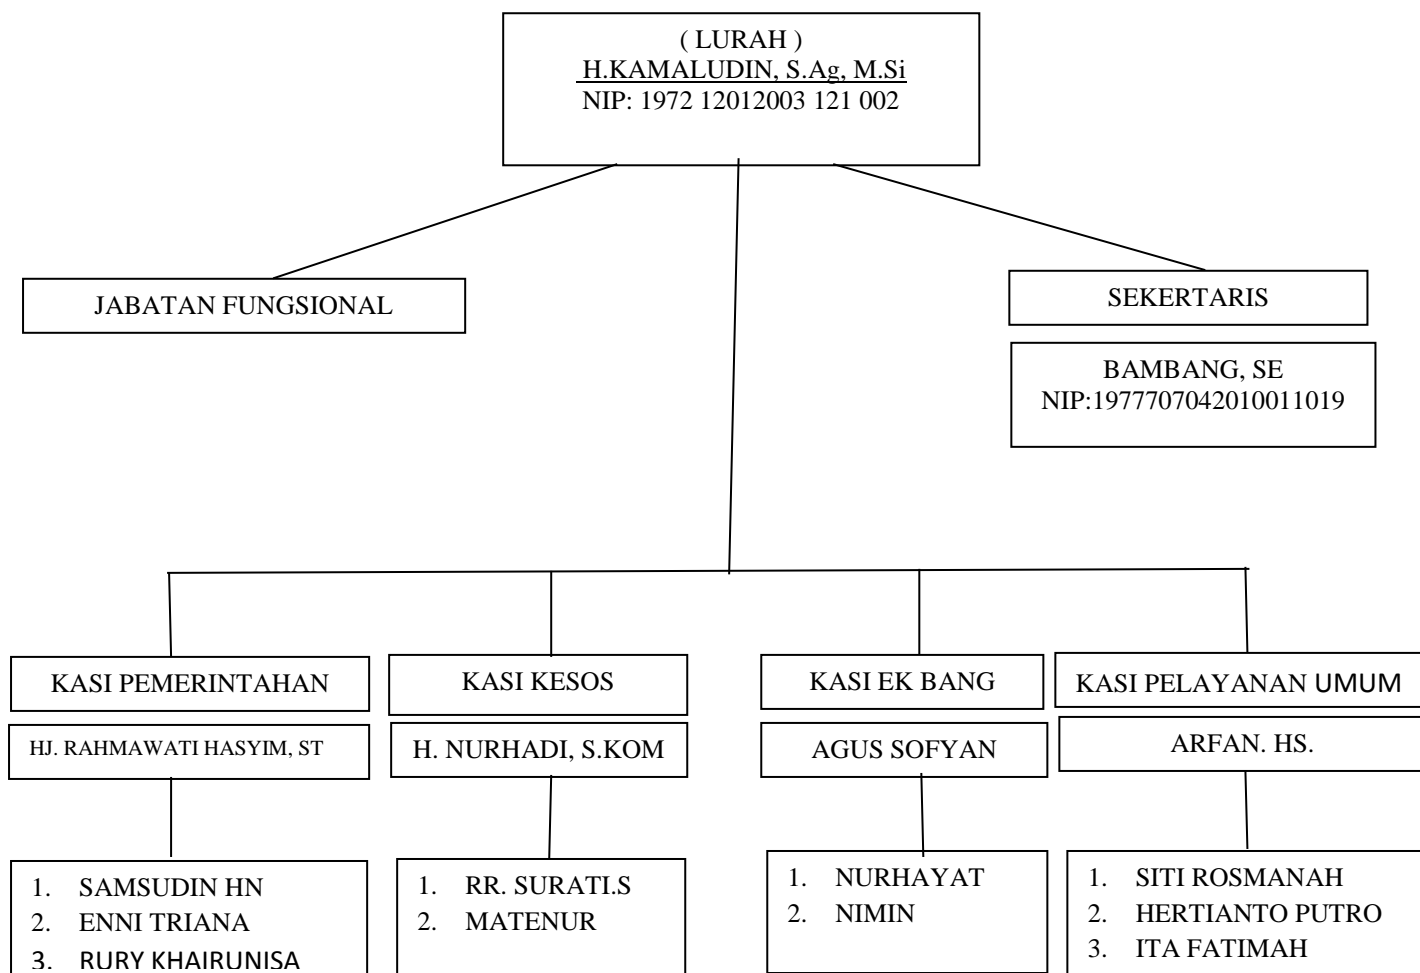 ( LURAH )
H.KAMALUDIN, S.Ag, M.Si
NIP: 1972 12012003 121 002
JABATAN FUNGSIONAL
SEKERTARIS
BAMBANG, SE
NIP:1977707042010011019
KASI PEMERINTAHAN
HJ. RAHMAWATI HASYIM, ST
1. SAMSUDIN HN
2. ENNI TRIANA
3. RURY KHAIRUNISA
KASI KESOS
H. NURHADI, S.KOM
1. RR. SURATI.S
2. MATENUR
KASI EK BANG
AGUS SOFYAN
1. NURHAYAT
2. NIMIN
KASI PELAYANAN UMUM
ARFAN. HS.
1. SITI ROSMANAH
2. HERTIANTO PUTRO
3. ITA FATIMAH